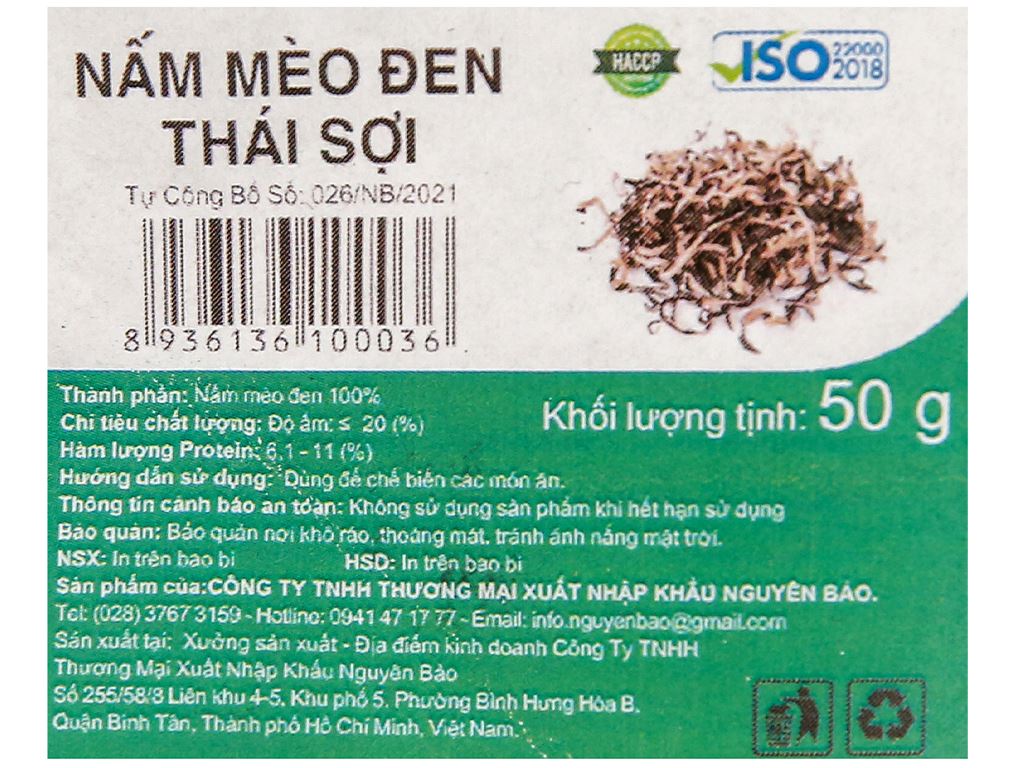 NẤM MÈO ĐEN
THÁI SỢI
HACCP
ISO 22000 2018
Tự Công Bố Số: 026/NB/2021
8 936136 100036
Thành phần: Nấm mèo đen 100%
Chỉ tiêu chất lượng: Độ ẩm: ≤ 20 (%)
Hàm lượng Protein: 6,1 - 11 (%)
Khối lượng tịnh: 50 g
Hướng dẫn sử dụng: Dùng để chế biến các món ăn.
Thông tin cảnh báo an toàn: Không sử dụng sản phẩm khi hết hạn sử dụng
Bảo quản: Bảo quản nơi khô ráo, thoáng mát, tránh ánh nắng mặt trời.
NSX: In trên bao bì HSD: In trên bao bì
Sản phẩm của:CÔNG TY TNHH THƯƠNG MẠI XUẤT NHẬP KHẨU NGUYÊN BẢO.
Tel: (028) 3767 3159 - Hotline: 0941 47 17 77 - Email: info.nguyenbao@gmail.com
Sản xuất tại: Xưởng sản xuất - Địa điểm kinh doanh Công Ty TNHH
Thương Mại Xuất Nhập Khẩu Nguyên Bảo
Số 255/58/8 Liên khu 4-5, Khu phố 5, Phường Bình Hưng Hòa B,
Quận Bình Tân, Thành phố Hồ Chí Minh, Việt Nam.